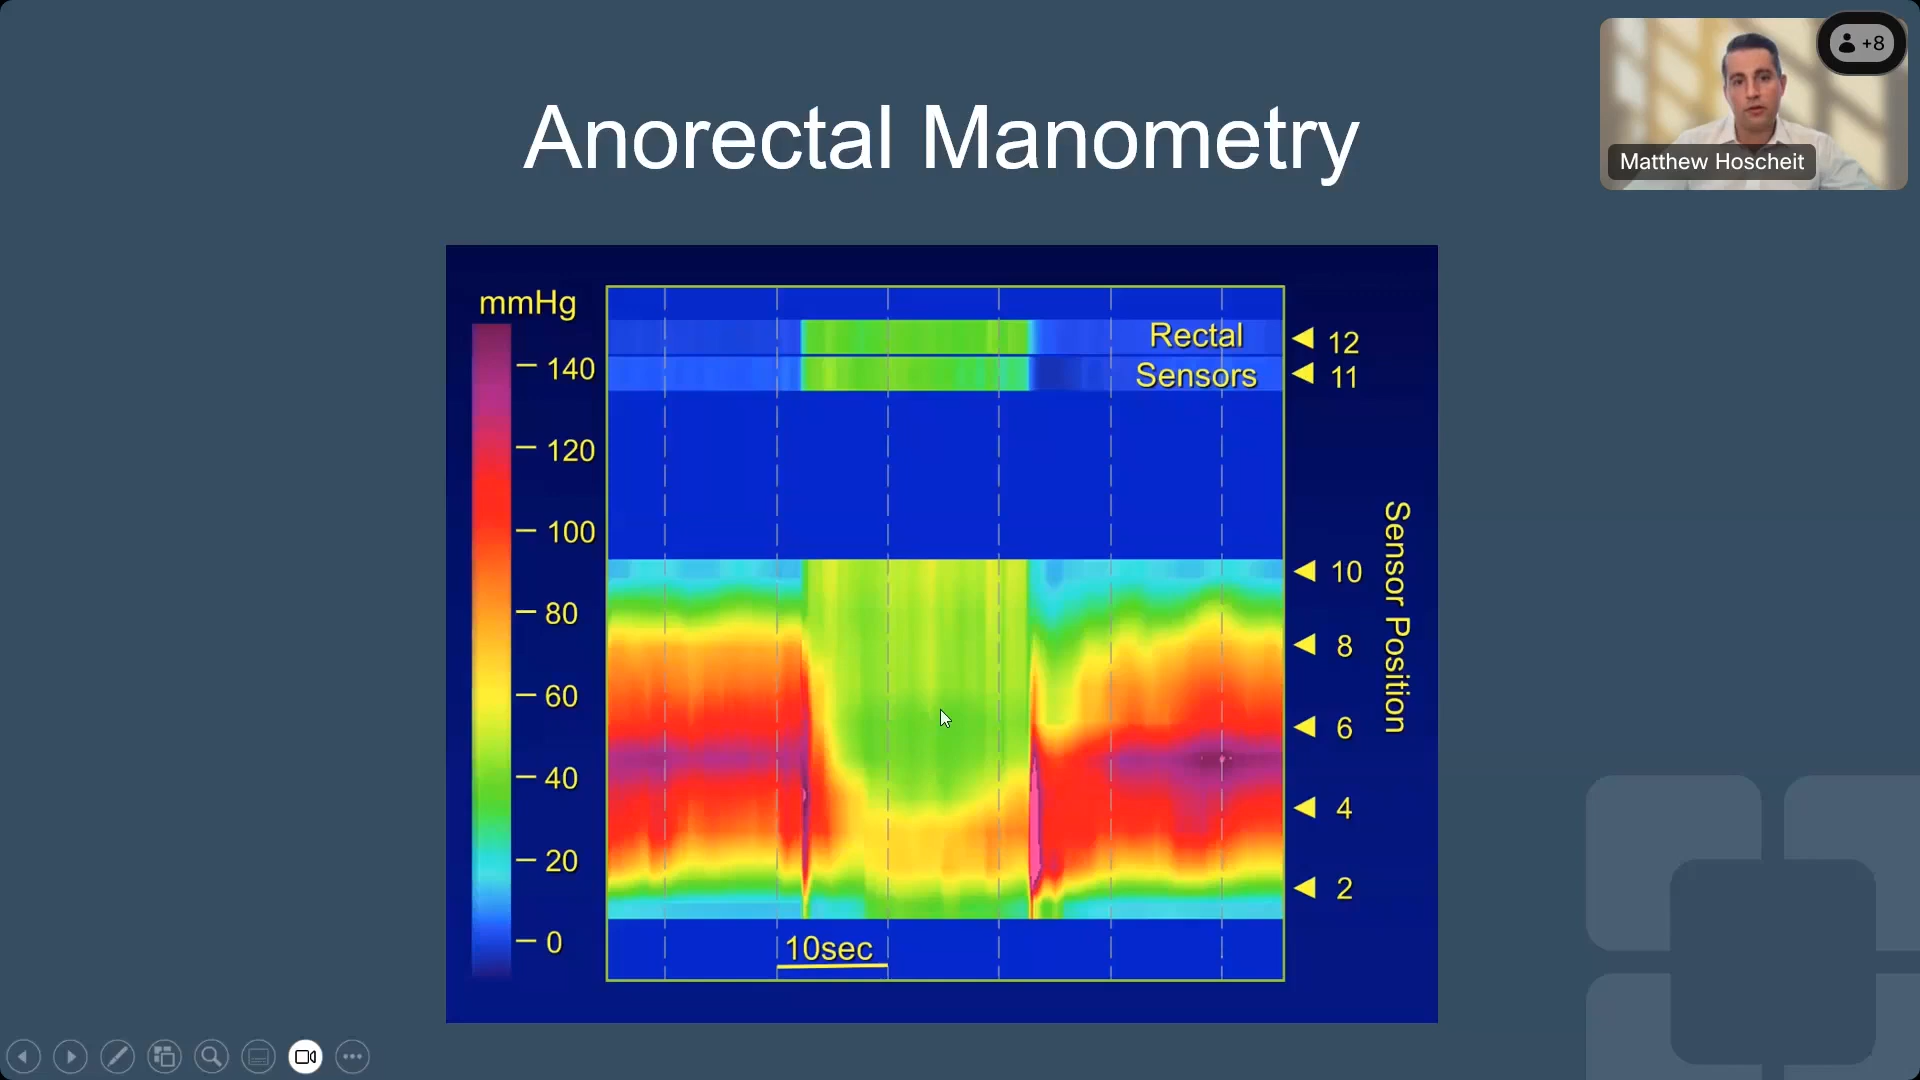 Anorectal Manometry
+8
Matthew Hoscheit
mmHg
140
120
100
80
60
40
20
0
Rectal
Sensors
12
11
10
8
6
4
2
Sensor Position
10sec